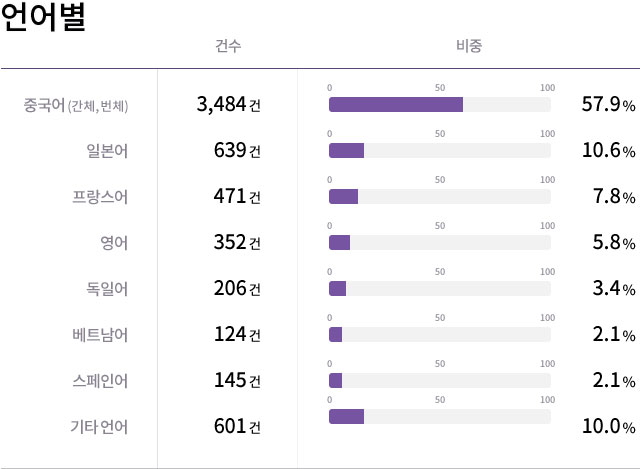 언어별
건수 비중
0 50 100
중국어 (간체,번체) 3,484 건 57.9 %
0 50 100
일본어 639 건 10.6 %
0 50 100
프랑스어 471 건 7.8 %
0 50 100
영어 352 건 5.8 %
0 50 100
독일어 206 건 3.4 %
0 50 100
베트남어 124 건 2.1 %
0 50 100
스페인어 145 건 2.1 %
0 50 100
기타 언어 601 건 10.0 %